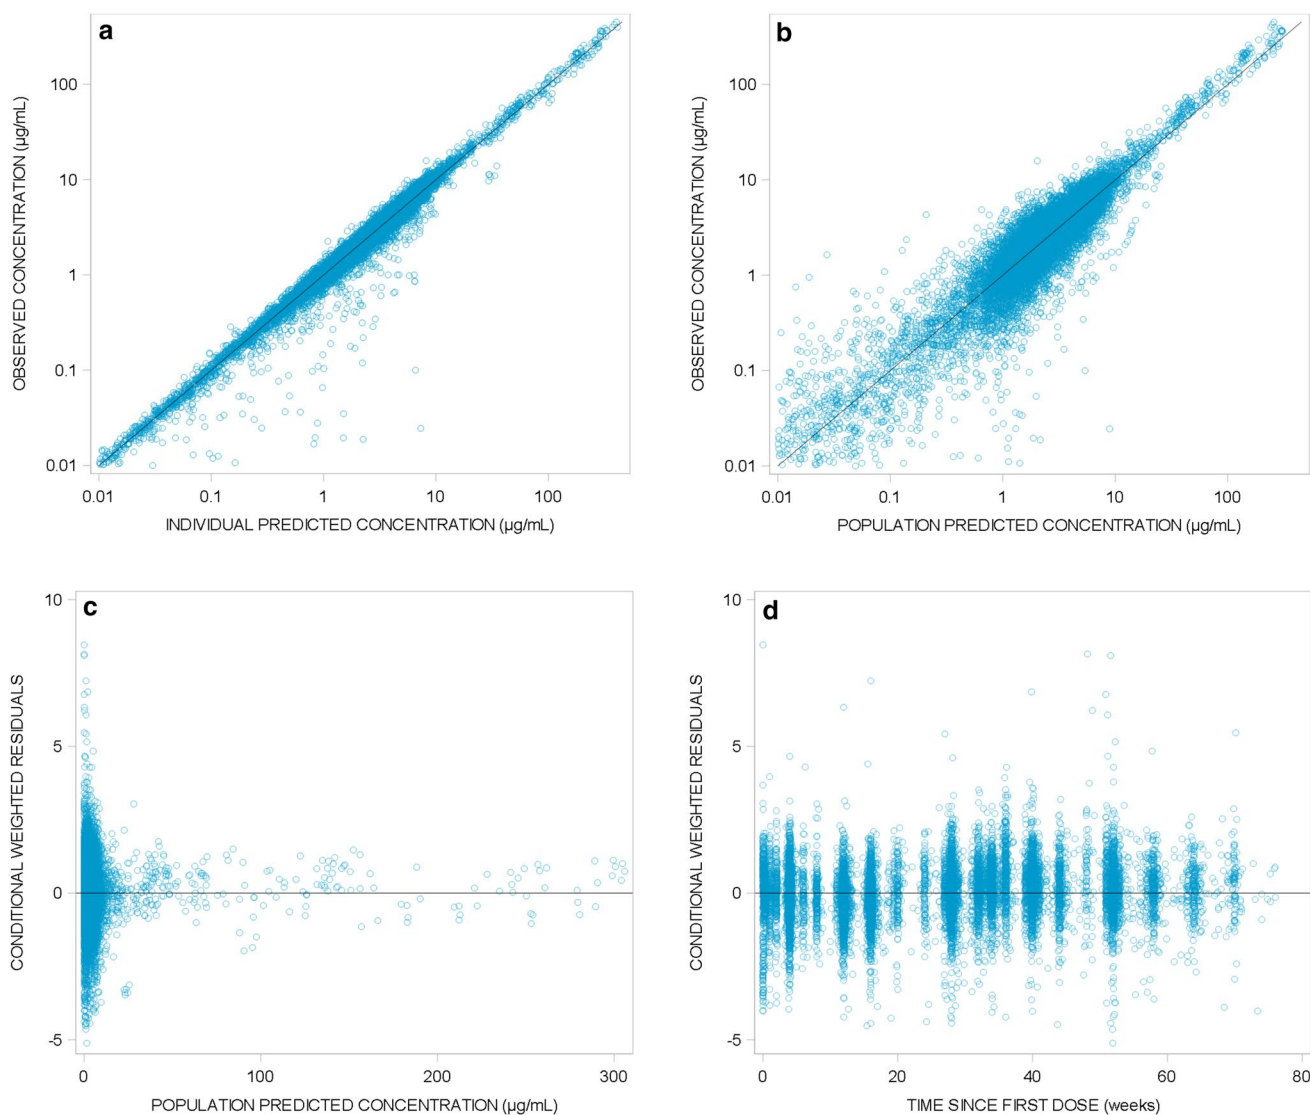 a
OBSERVED CONCENTRATION (µg/mL)
100
10
1
0.1
0.01
0.01 0.1 1 10 100
INDIVIDUAL PREDICTED CONCENTRATION (µg/mL)
b
OBSERVED CONCENTRATION (µg/mL)
100
10
1
0.1
0.01
0.01 0.1 1 10 100
POPULATION PREDICTED CONCENTRATION (µg/mL)
c
CONDITIONAL WEIGHTED RESIDUALS
10
5
0
-5
0 100 200 300
POPULATION PREDICTED CONCENTRATION (µg/mL)
d
CONDITIONAL WEIGHTED RESIDUALS
10
5
0
-5
0 20 40 60 80
TIME SINCE FIRST DOSE (weeks)